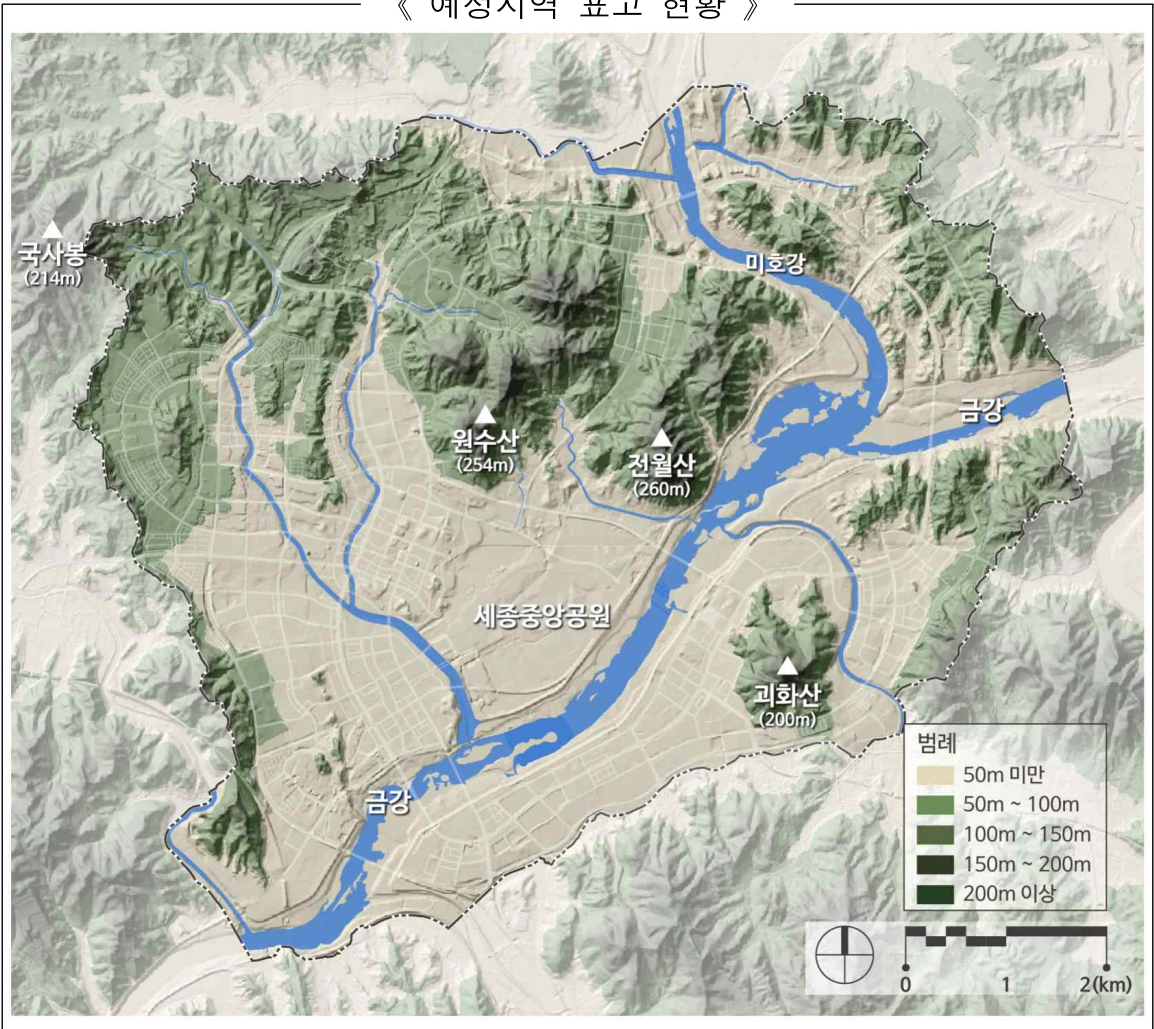 《 예정지역 표고 현황 》
국사봉
(214m)
미호강
금강
원수산
(254m)
전월산
(260m)
세종중앙공원
괴화산
(200m)
금강
범례
50m 미만
50m ~ 100m
100m ~ 150m
150m ~ 200m
200m 이상
0 1 2(km)